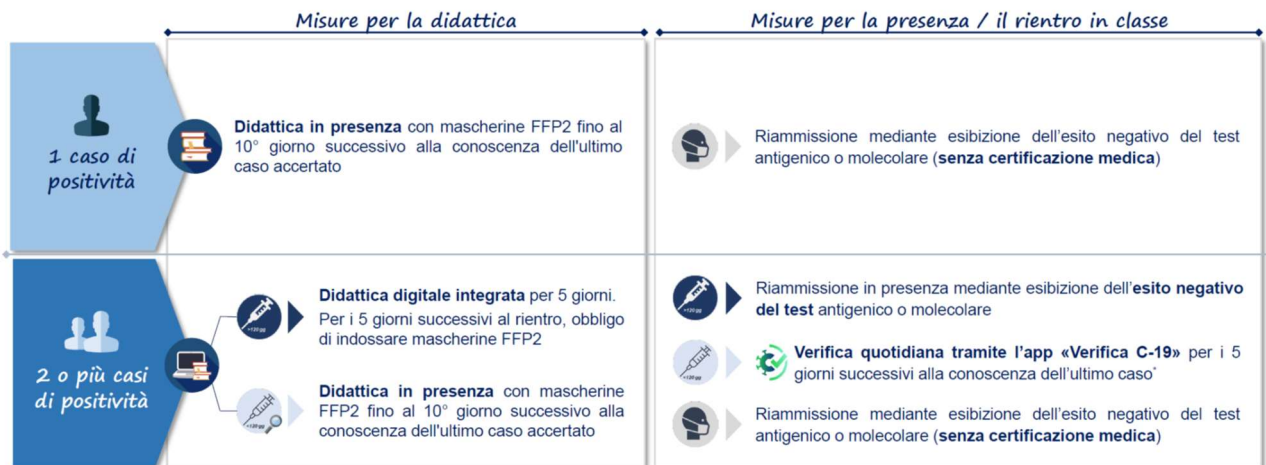 Misure per la didattica
Misure per la presenza / il rientro in classe
1 caso di
positività
Didattica in presenza con mascherine FFP2 fino al
10° giorno successivo alla conoscenza dell'ultimo
caso accertato
Riammissione mediante esibizione dell'esito negativo del test
antigenico o molecolare (senza certificazione medica)
2 o più casi
di positività
Didattica digitale integrata per 5 giorni.
Per i 5 giorni successivi al rientro, obbligo
di indossare mascherine FFP2
Didattica in presenza con mascherine
FFP2 fino al 10° giorno successivo alla
conoscenza dell'ultimo caso accertato
Riammissione in presenza mediante esibizione dell'esito negativo
del test antigenico o molecolare
Verifica quotidiana tramite l'app «Verifica C-19» per i 5
giorni successivi alla conoscenza dell'ultimo caso*
Riammissione mediante esibizione dell'esito negativo del test
antigenico o molecolare (senza certificazione medica)